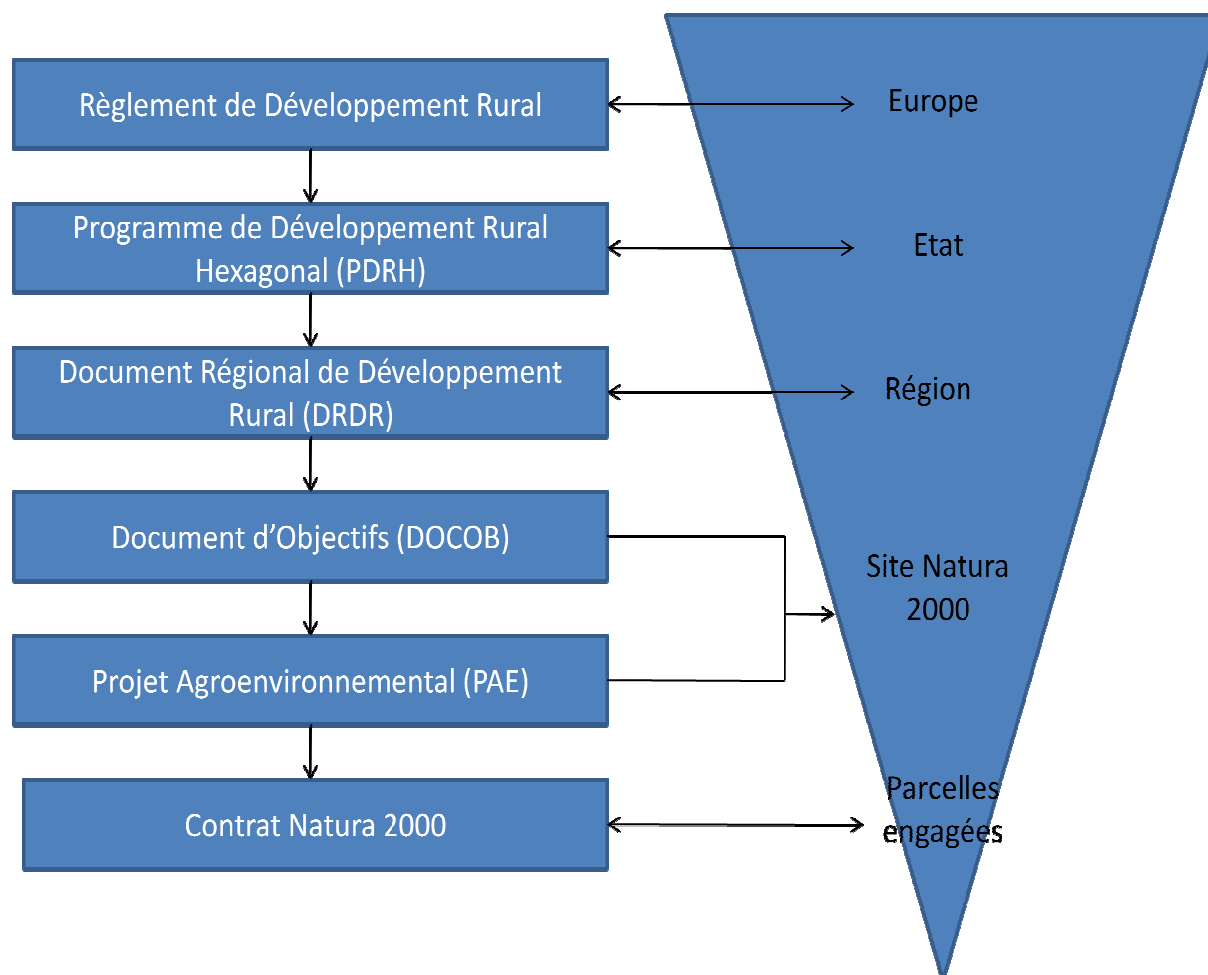 Règlement de Développement Rural
Europe
Programme de Développement Rural
Hexagonal (PDRH)
Etat
Document Régional de Développement
Rural (DRDR)
Région
Document d’Objectifs (DOCOB)
Site Natura
2000
Projet Agroenvironnemental (PAE)
Contrat Natura 2000
Parcelles
engagées